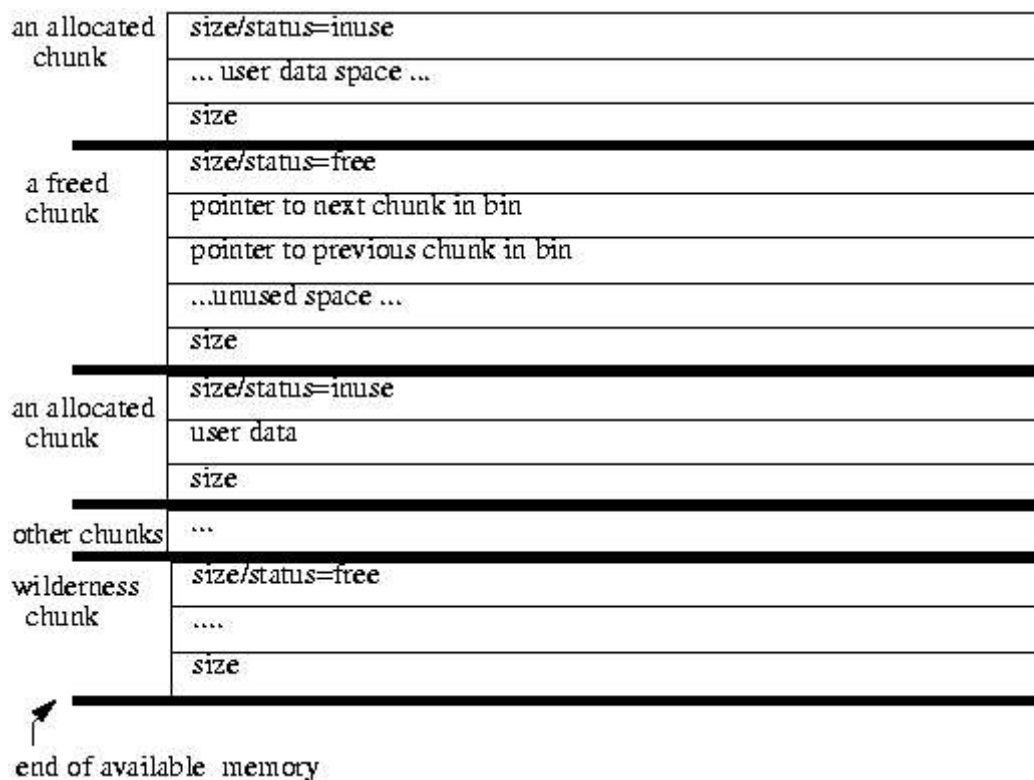 an allocated
chunk
size/status=inuse
... user data space ...
size
a freed
chunk
size/status=free
pointer to next chunk in bin
pointer to previous chunk in bin
...unused space ...
size
an allocated
chunk
size/status=inuse
user data
size
other chunks
...
wilderness
chunk
size/status=free
....
size
end of available memory